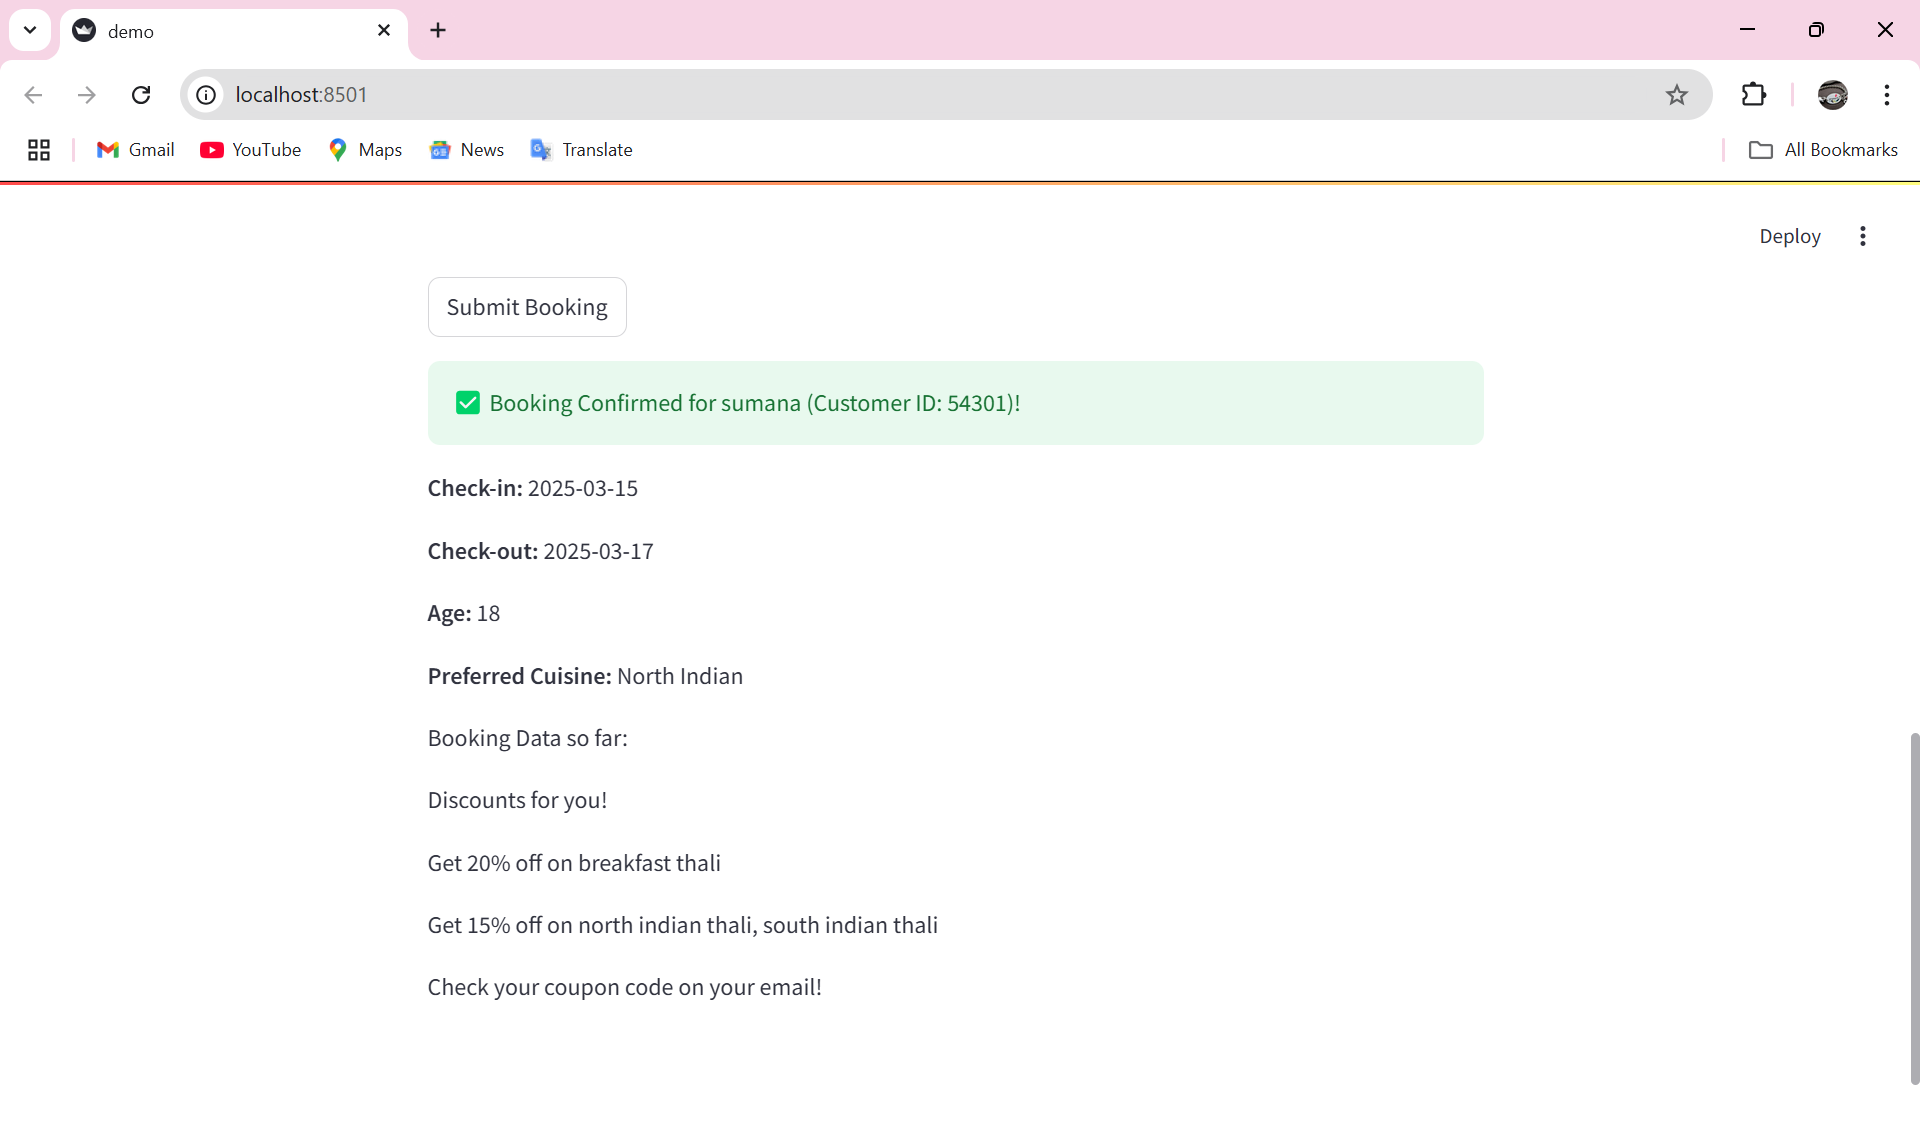 demo
localhost:8501
Gmail YouTube Maps News Translate All Bookmarks
Deploy
Submit Booking
Booking Confirmed for sumana (Customer ID: 54301)!
Check-in: 2025-03-15
Check-out: 2025-03-17
Age: 18
Preferred Cuisine: North Indian
Booking Data so far:
Discounts for you!
Get 20% off on breakfast thali
Get 15% off on north indian thali, south indian thali
Check your coupon code on your email!